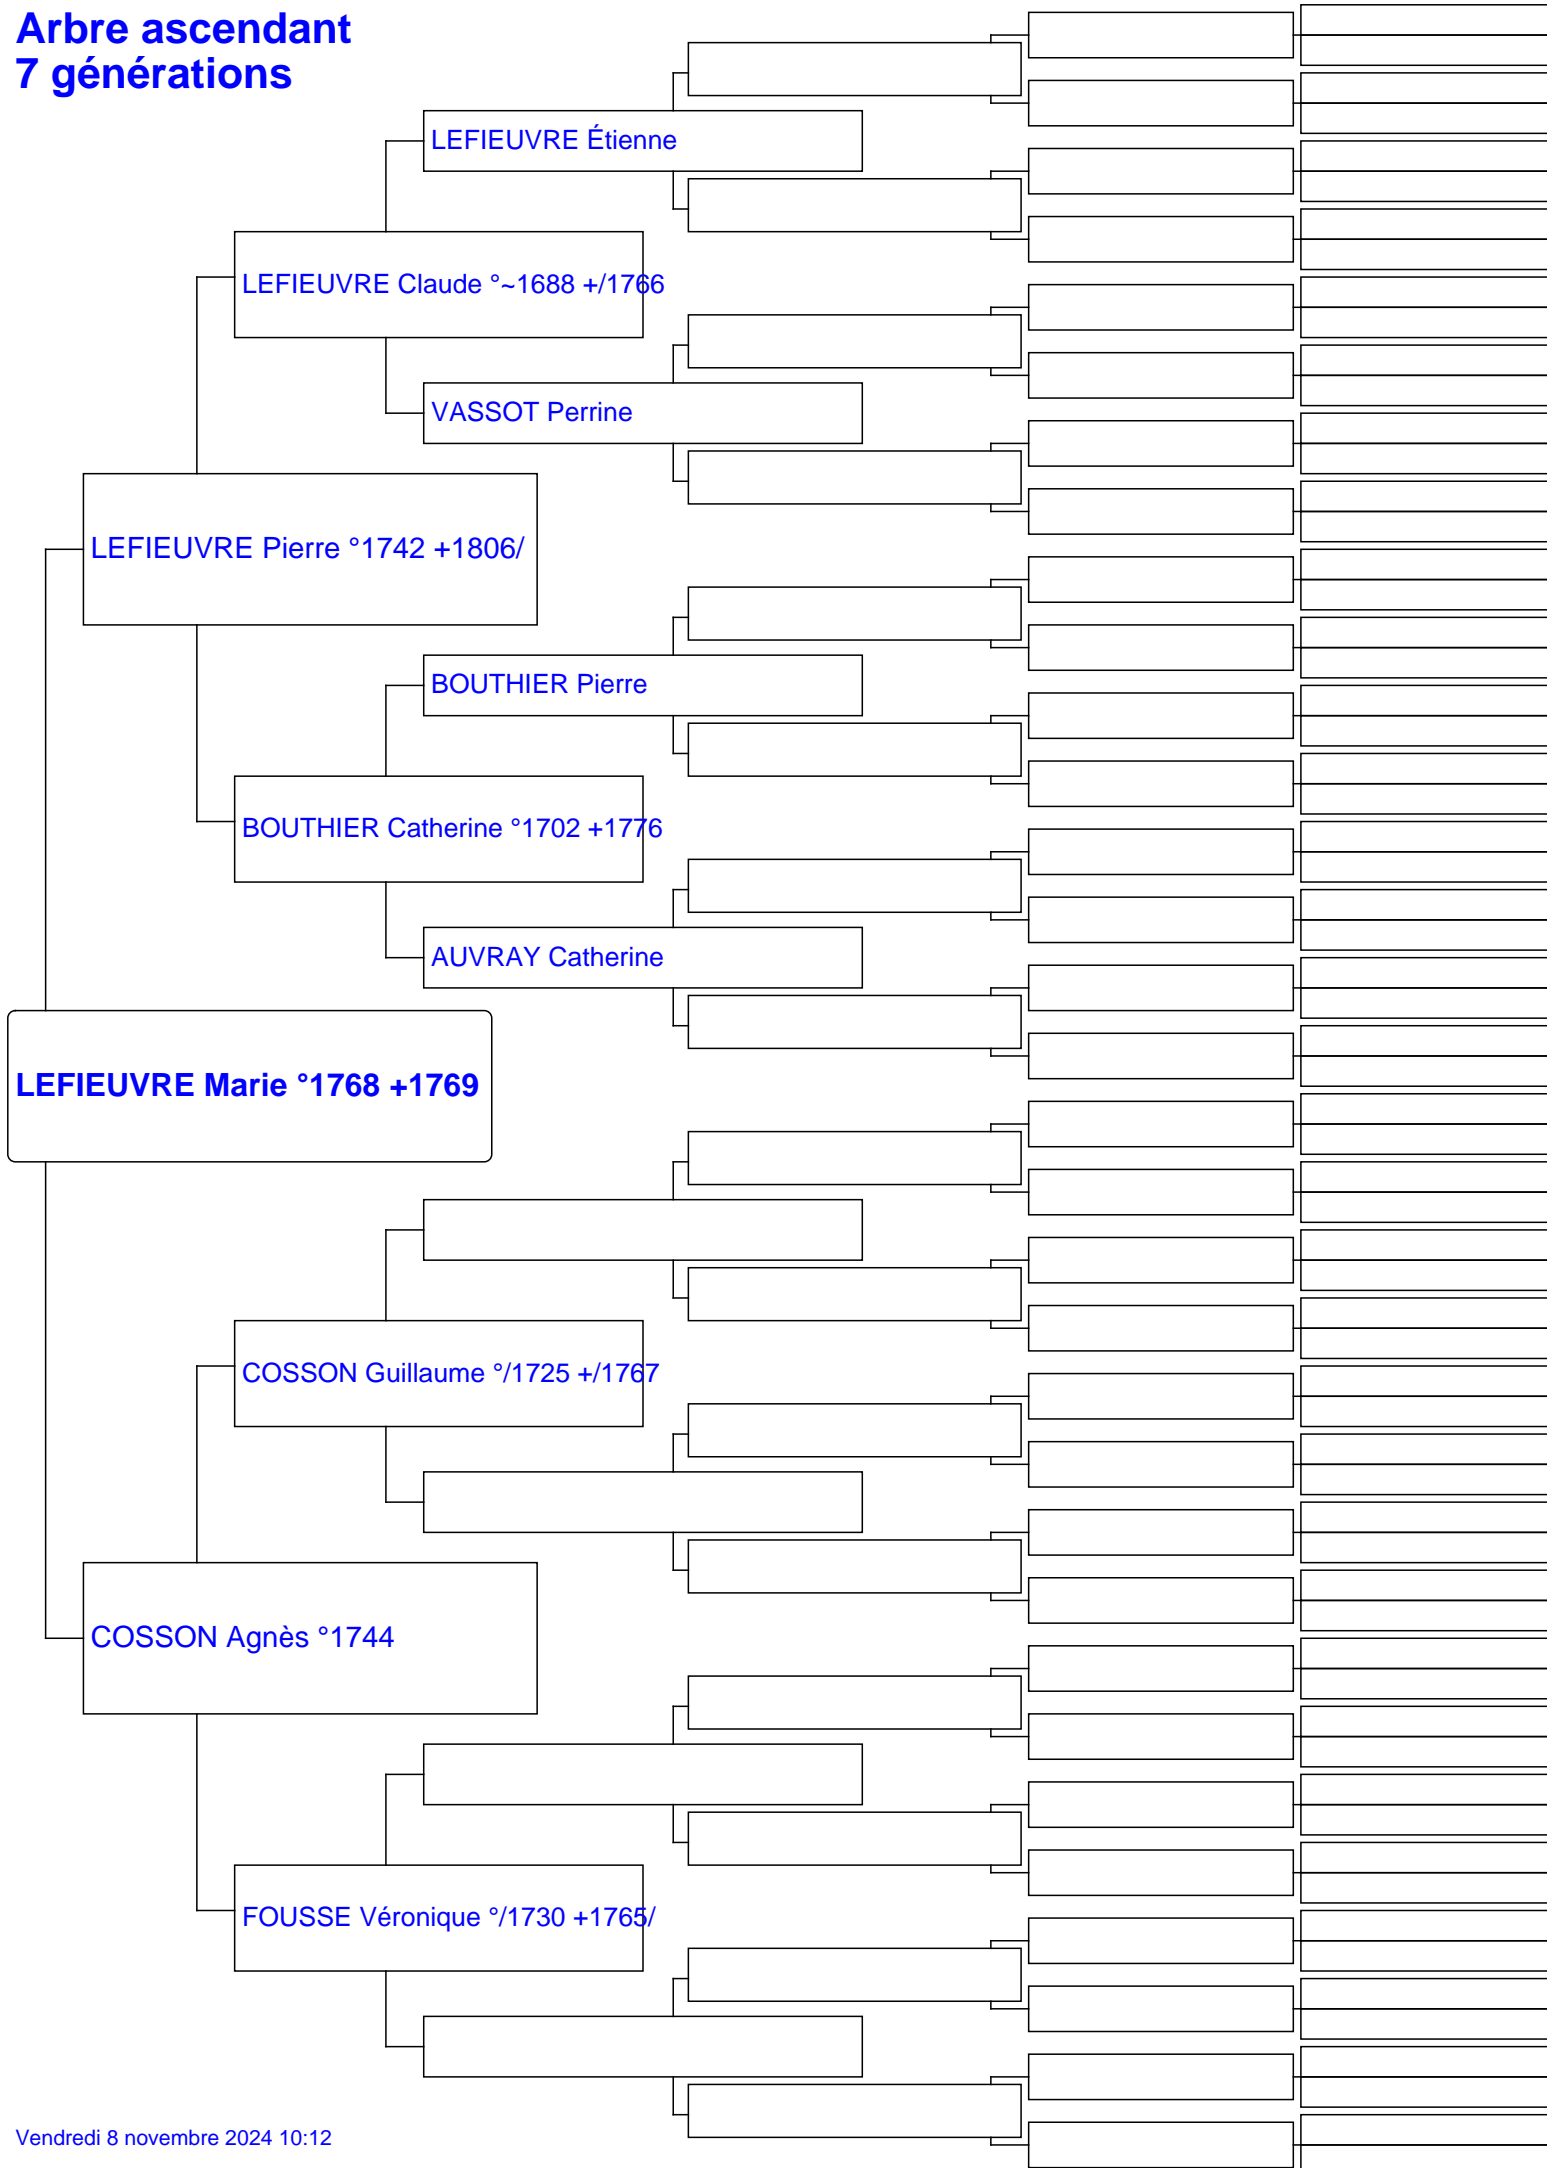 Arbre ascendant
7 générations
LEFIEUVRE Étienne
LEFIEUVRE Claude °~1688 +/1766
VASSOT Perrine
LEFIEUVRE Pierre °1742 +1806/
BOUTHIER Pierre
BOUTHIER Catherine °1702 +1776
AUVRAY Catherine
LEFIEUVRE Marie °1768 +1769
COSSON Guillaume °/1725 +/1767
COSSON Agnès °1744
FOUSSE Véronique °/1730 +1765/
Vendredi 8 novembre 2024 10:12